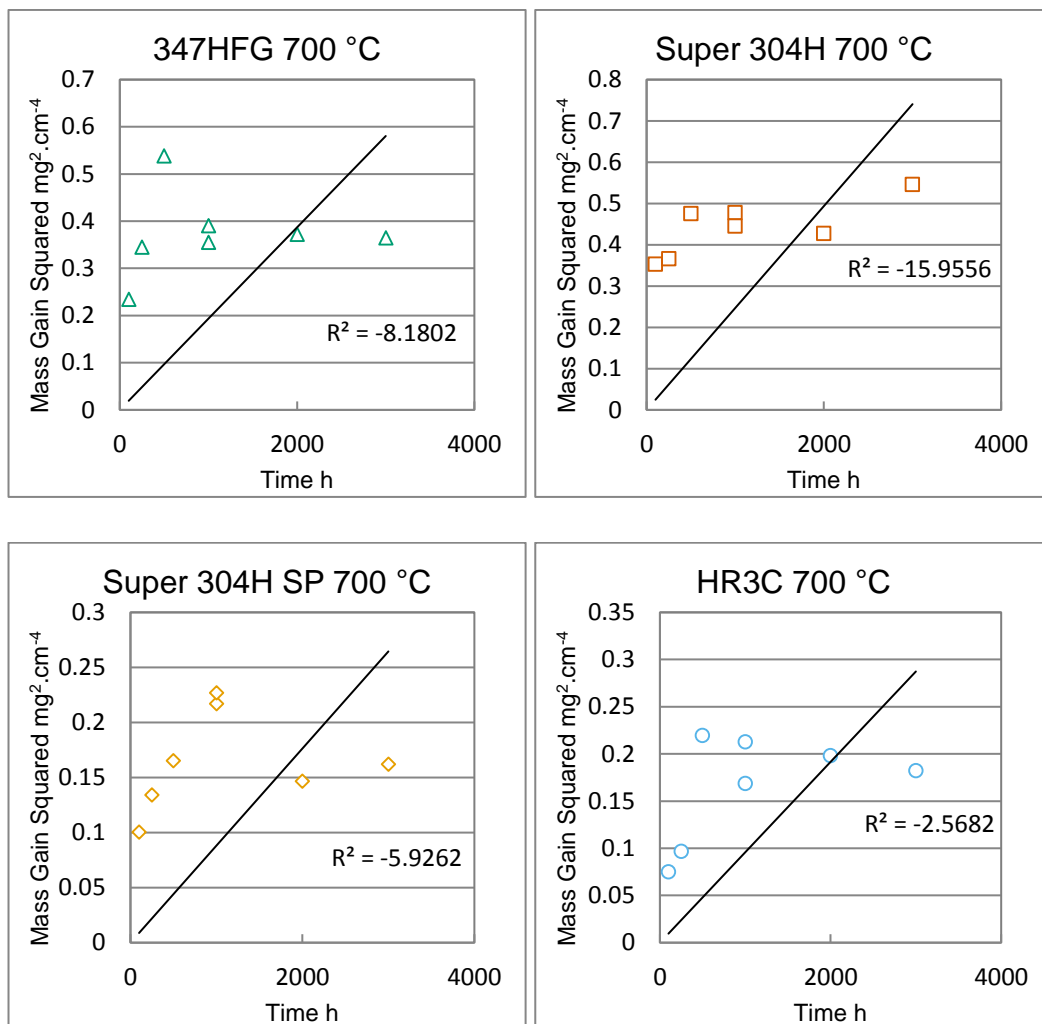 347HFG 700 °C
Mass Gain Squared mg².cm⁻⁴
0.7
0.6
0.5
0.4
0.3
0.2
0.1
0
R² = -8.1802
0 2000 4000
Time h
Super 304H 700 °C
Mass Gain Squared mg².cm⁻⁴
0.8
0.7
0.6
0.5
0.4
0.3
0.2
0.1
0
R² = -15.9556
0 2000 4000
Time h
Super 304H SP 700 °C
Mass Gain Squared mg².cm⁻⁴
0.3
0.25
0.2
0.15
0.1
0.05
0
R² = -5.9262
0 2000 4000
Time h
HR3C 700 °C
Mass Gain Squared mg².cm⁻⁴
0.35
0.3
0.25
0.2
0.15
0.1
0.05
0
R² = -2.5682
0 2000 4000
Time h